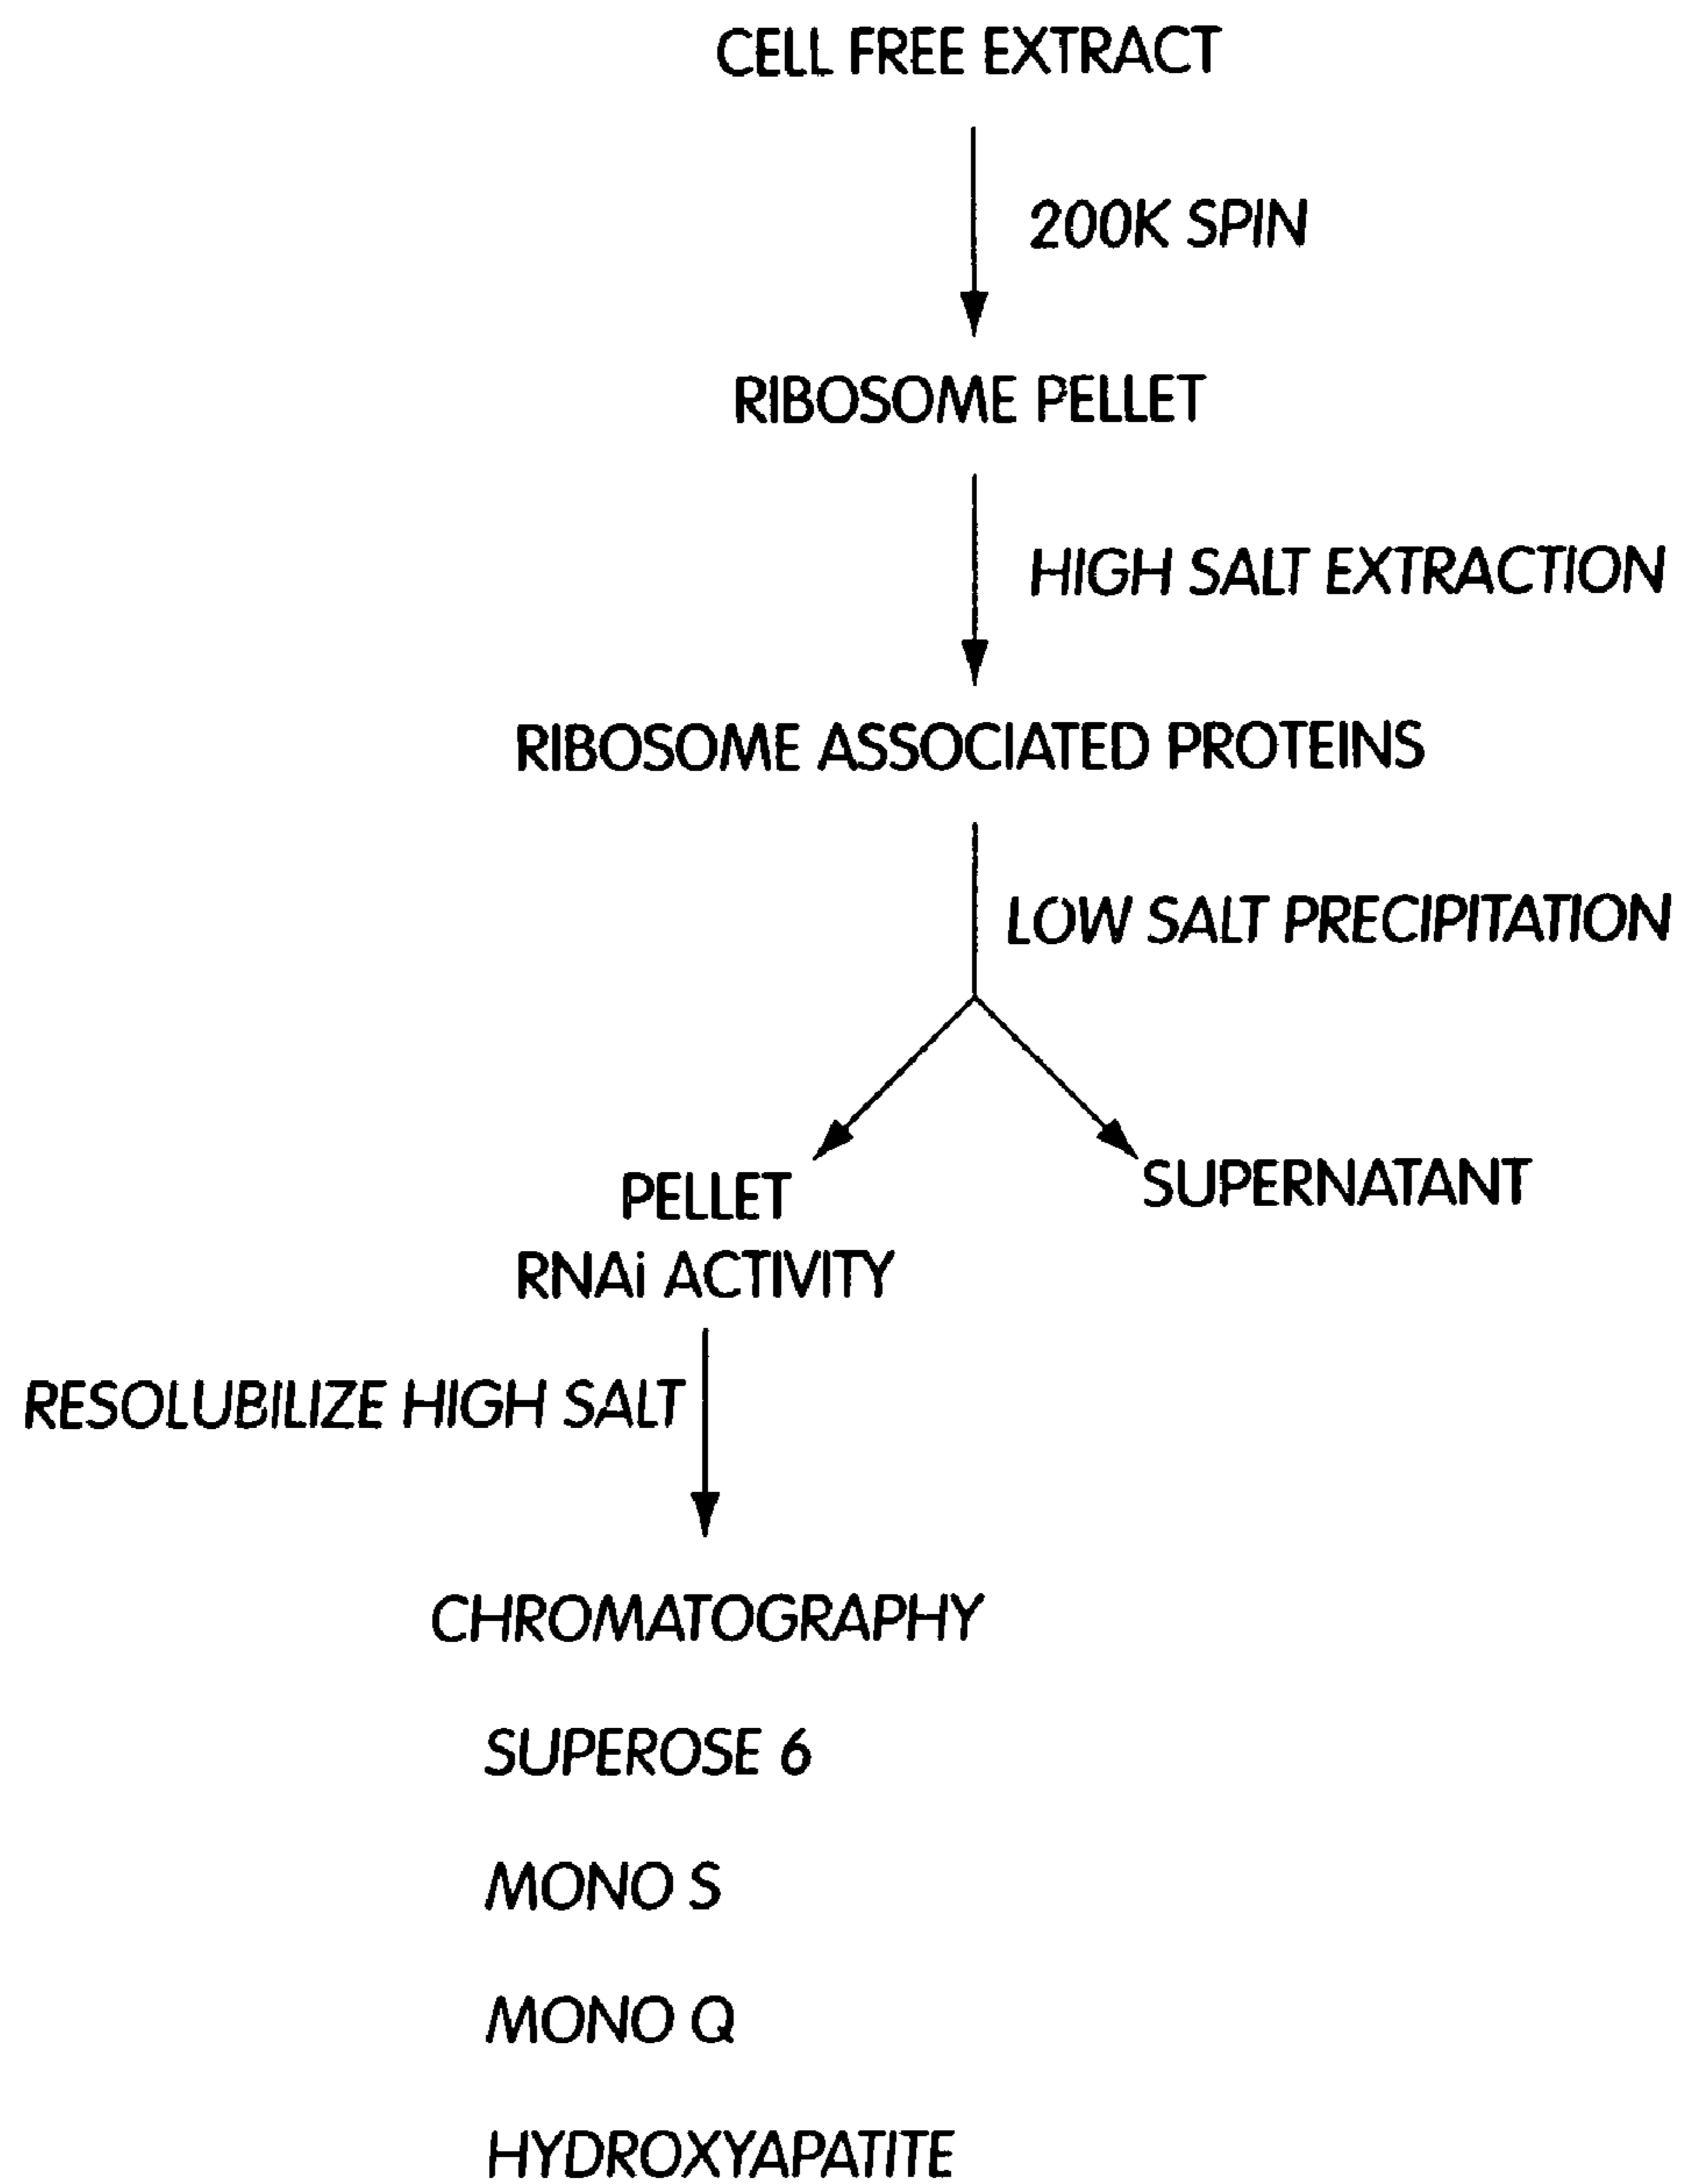 CELL FREE EXTRACT
200K SPIN
RIBOSOME PELLET
HIGH SALT EXTRACTION
RIBOSOME ASSOCIATED PROTEINS
LOW SALT PRECIPITATION
PELLET
SUPERNATANT
RNAi ACTIVITY
RESOLUBILIZE HIGH SALT
CHROMATOGRAPHY
SUPEROSE 6
MONO S
MONO Q
HYDROXYAPATITE